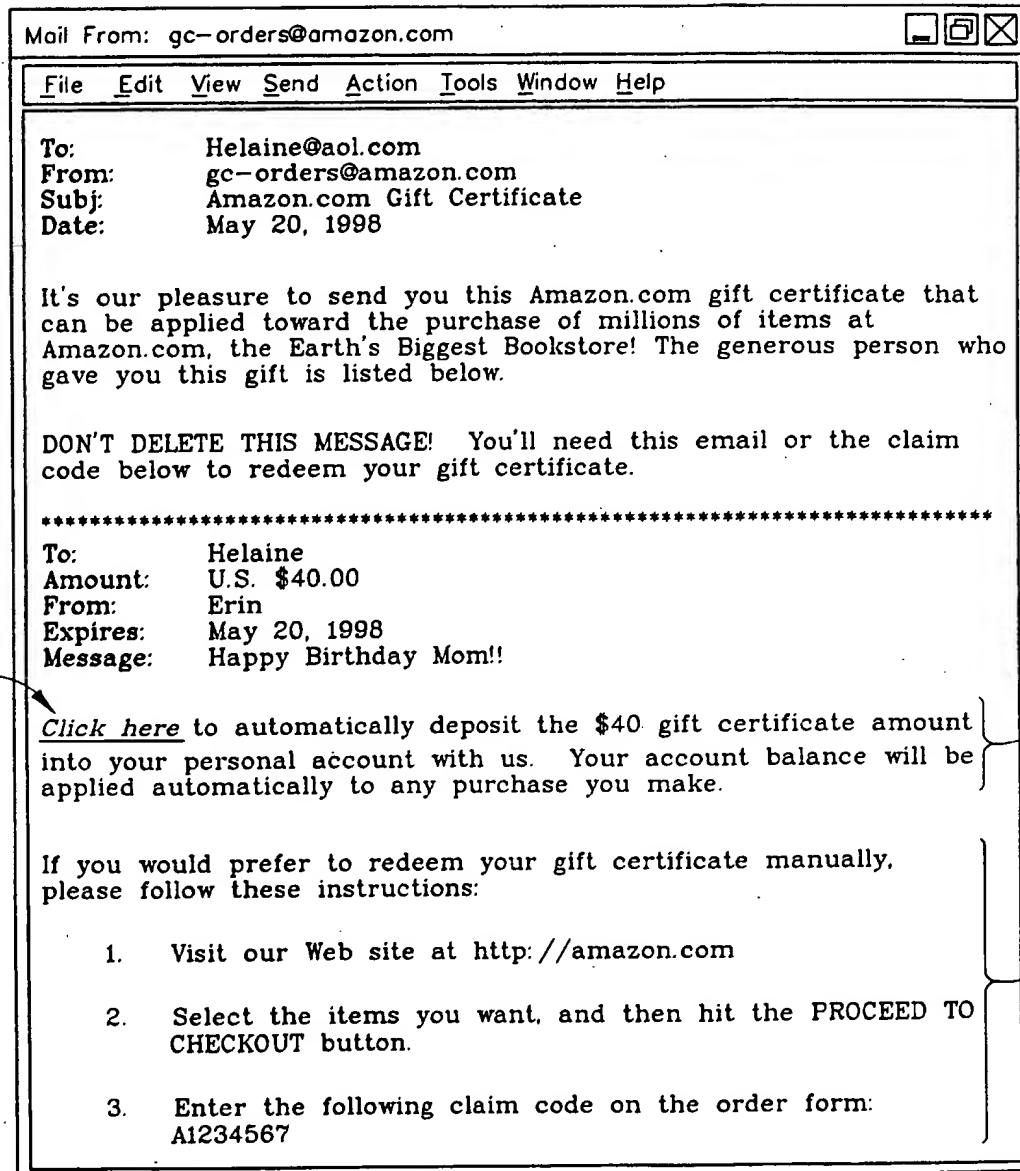 Mail From: gc-orders@amazon.com
File Edit View Send Action Tools Window Help
To: Helaine@aol.com
From: gc-orders@amazon.com
Subj: Amazon.com Gift Certificate
Date: May 20, 1998
It's our pleasure to send you this Amazon.com gift certificate that
can be applied toward the purchase of millions of items at
Amazon.com, the Earth's Biggest Bookstore! The generous person who
gave you this gift is listed below.
DON'T DELETE THIS MESSAGE! You'll need this email or the claim
code below to redeem your gift certificate.
******************************************************************************
To: Helaine
Amount: U.S. $40.00
From: Erin
Expires: May 20, 1998
Message: Happy Birthday Mom!!
Click here to automatically deposit the $40 gift certificate amount
into your personal account with us. Your account balance will be
applied automatically to any purchase you make.
If you would prefer to redeem your gift certificate manually,
please follow these instructions:
1. Visit our Web site at http://amazon.com
2. Select the items you want, and then hit the PROCEED TO
CHECKOUT button.
3. Enter the following claim code on the order form:
A1234567